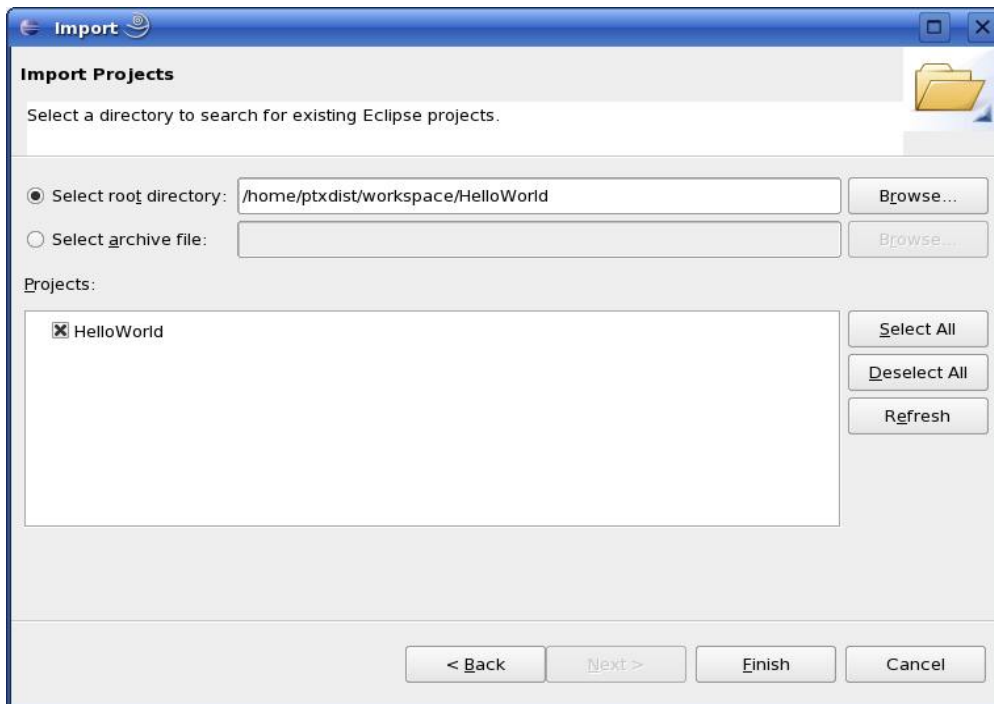 Import
Import Projects
Select a directory to search for existing Eclipse projects.
Select root directory: /home/ptxdist/workspace/HelloWorld Browse...
Select archive file: Browse...
Projects:
HelloWorld
Select All
Deselect All
Refresh
< Back Next > Finish Cancel